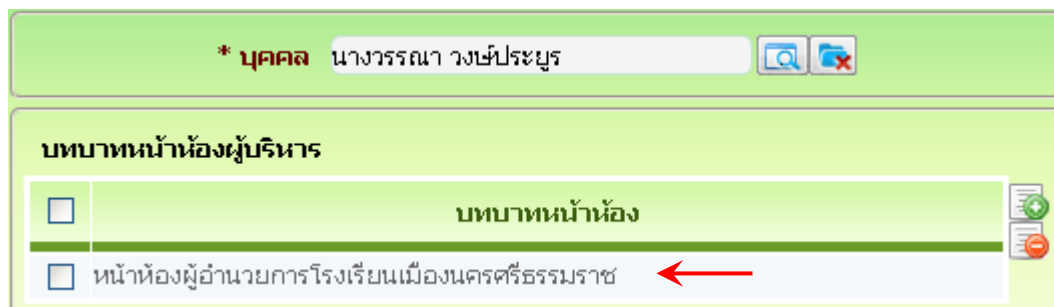 * บุคคล นางวรรณา วงษ์ประยูร
บทบาทหน้าห้องผู้บริหาร
บทบาทหน้าห้อง
หน้าห้องผู้อำนวยการโรงเรียนเมืองนครศรีธรรมราช